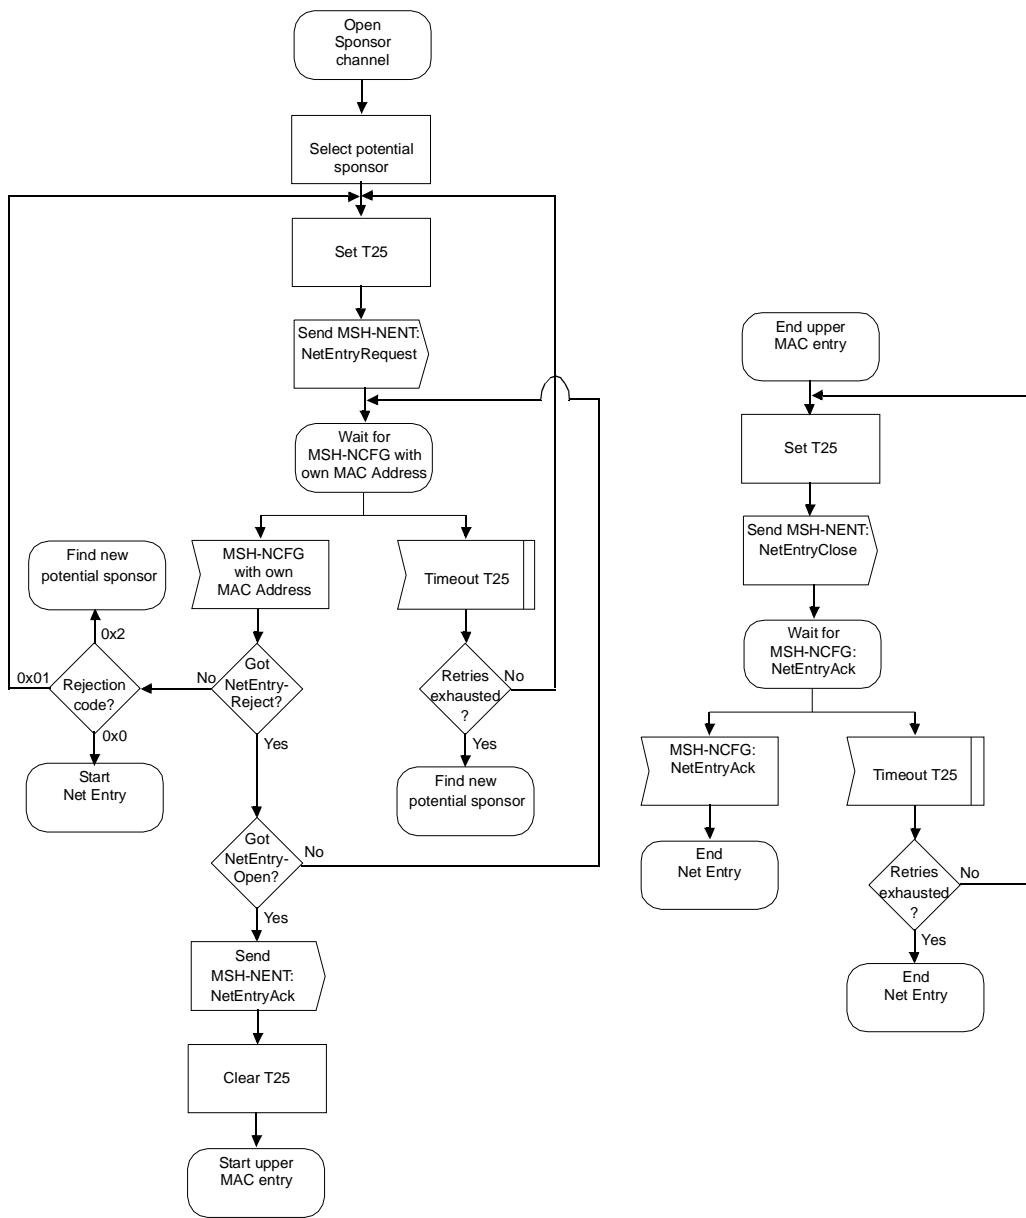 Open
Sponsor
channel
Select potential
sponsor
Set T25
Send MSH-NENT:
NetEntryRequest
Wait for
MSH-NCFG with
own MAC Address
MSH-NCFG
with own
MAC Address
Timeout T25
Find new
potential sponsor
0x2
0x01
Rejection
code?
0x0
No
Got
NetEntry-
Reject?
Yes
Retries
exhausted
?
No
Yes
Start
Net Entry
Find new
potential sponsor
Got
NetEntry-
Open?
No
Yes
Send
MSH-NENT:
NetEntryAck
Clear T25
Start upper
MAC entry
End upper
MAC entry
Set T25
Send MSH-NENT:
NetEntryClose
Wait for
MSH-NCFG:
NetEntryAck
MSH-NCFG:
NetEntryAck
Timeout T25
End
Net Entry
Retries
exhausted
?
No
Yes
End
Net Entry